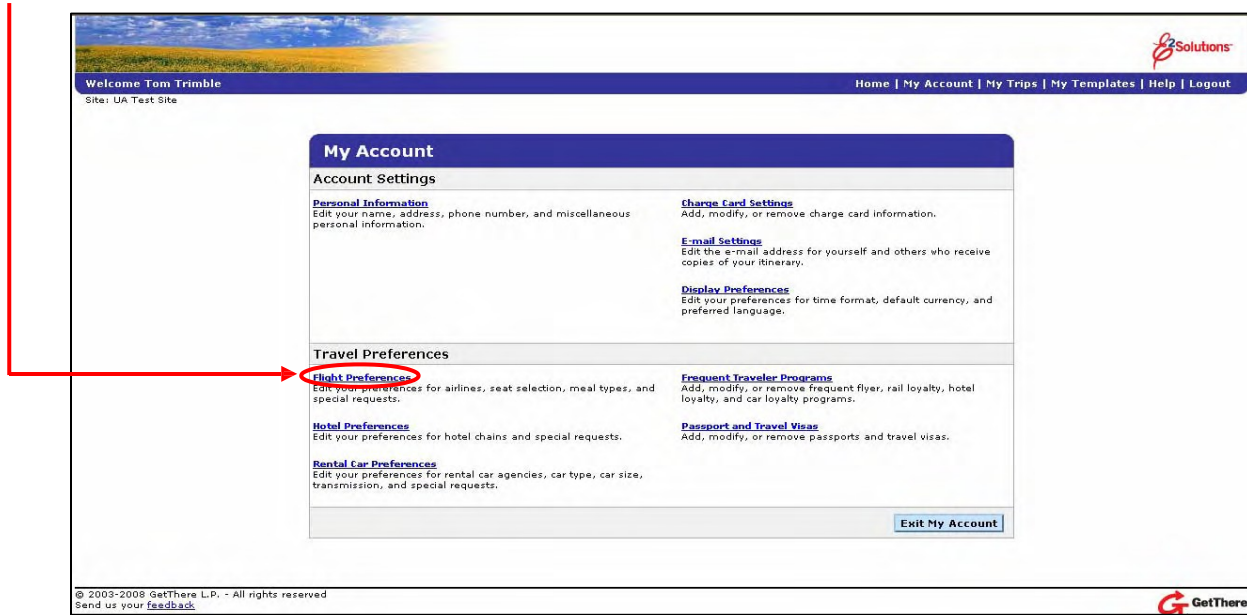 E2Solutions
Welcome Tom Trimble
Home | My Account | My Trips | My Templates | Help | Logout
Site: UA Test Site
My Account
Account Settings
Personal Information
Edit your name, address, phone number, and miscellaneous
personal information.
Charge Card Settings
Add, modify, or remove charge card information.
E-mail Settings
Edit the e-mail address for yourself and others who receive
copies of your itinerary.
Display Preferences
Edit your preferences for time format, default currency, and
preferred language.
Travel Preferences
Flight Preferences
Edit your preferences for airlines, seat selection, meal types, and
special requests.
Hotel Preferences
Edit your preferences for hotel chains and special requests.
Rental Car Preferences
Edit your preferences for rental car agencies, car type, car size,
transmission, and special requests.
Frequent Traveler Programs
Add, modify, or remove frequent flyer, rail loyalty, hotel
loyalty, and car loyalty programs.
Passport and Travel Visas
Add, modify, or remove passports and travel visas.
Exit My Account
© 2003-2008 GetThere L.P. - All rights reserved
Send us your feedback
GetThere